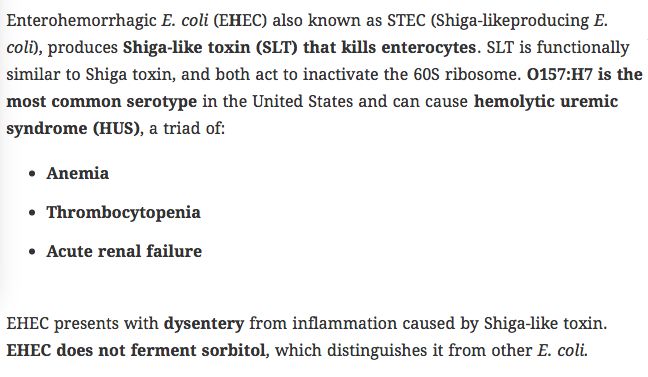 Enterohemorrhagic E. coli (EHEC) also known as STEC (Shiga-likeproducing E.
coli), produces Shiga-like toxin (SLT) that kills enterocytes. SLT is functionally
similar to Shiga toxin, and both act to inactivate the 60S ribosome. O157:H7 is the
most common serotype in the United States and can cause hemolytic uremic
syndrome (HUS), a triad of:
• Anemia
• Thrombocytopenia
• Acute renal failure
EHEC presents with dysentery from inflammation caused by Shiga-like toxin.
EHEC does not ferment sorbitol, which distinguishes it from other E. coli.